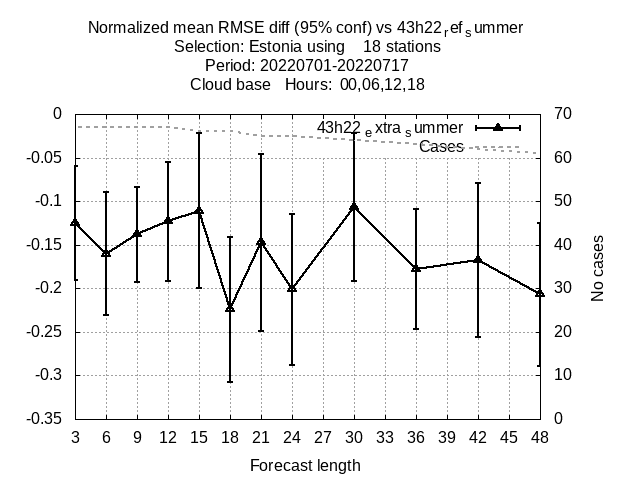 Normalized mean RMSE diff (95% conf) vs 43h22refsummer
Selection: Estonia using 18 stations
Period: 20220701-20220717
Cloud base Hours: 00,06,12,18
0 70
43h22extrasummer
Cases
-0.05 60
-0.1 50
-0.15 40
-0.2 30
-0.25 20
-0.3 10
-0.35 0
No cases
3 6 9 12 15 18 21 24 27 30 33 36 39 42 45 48
Forecast length